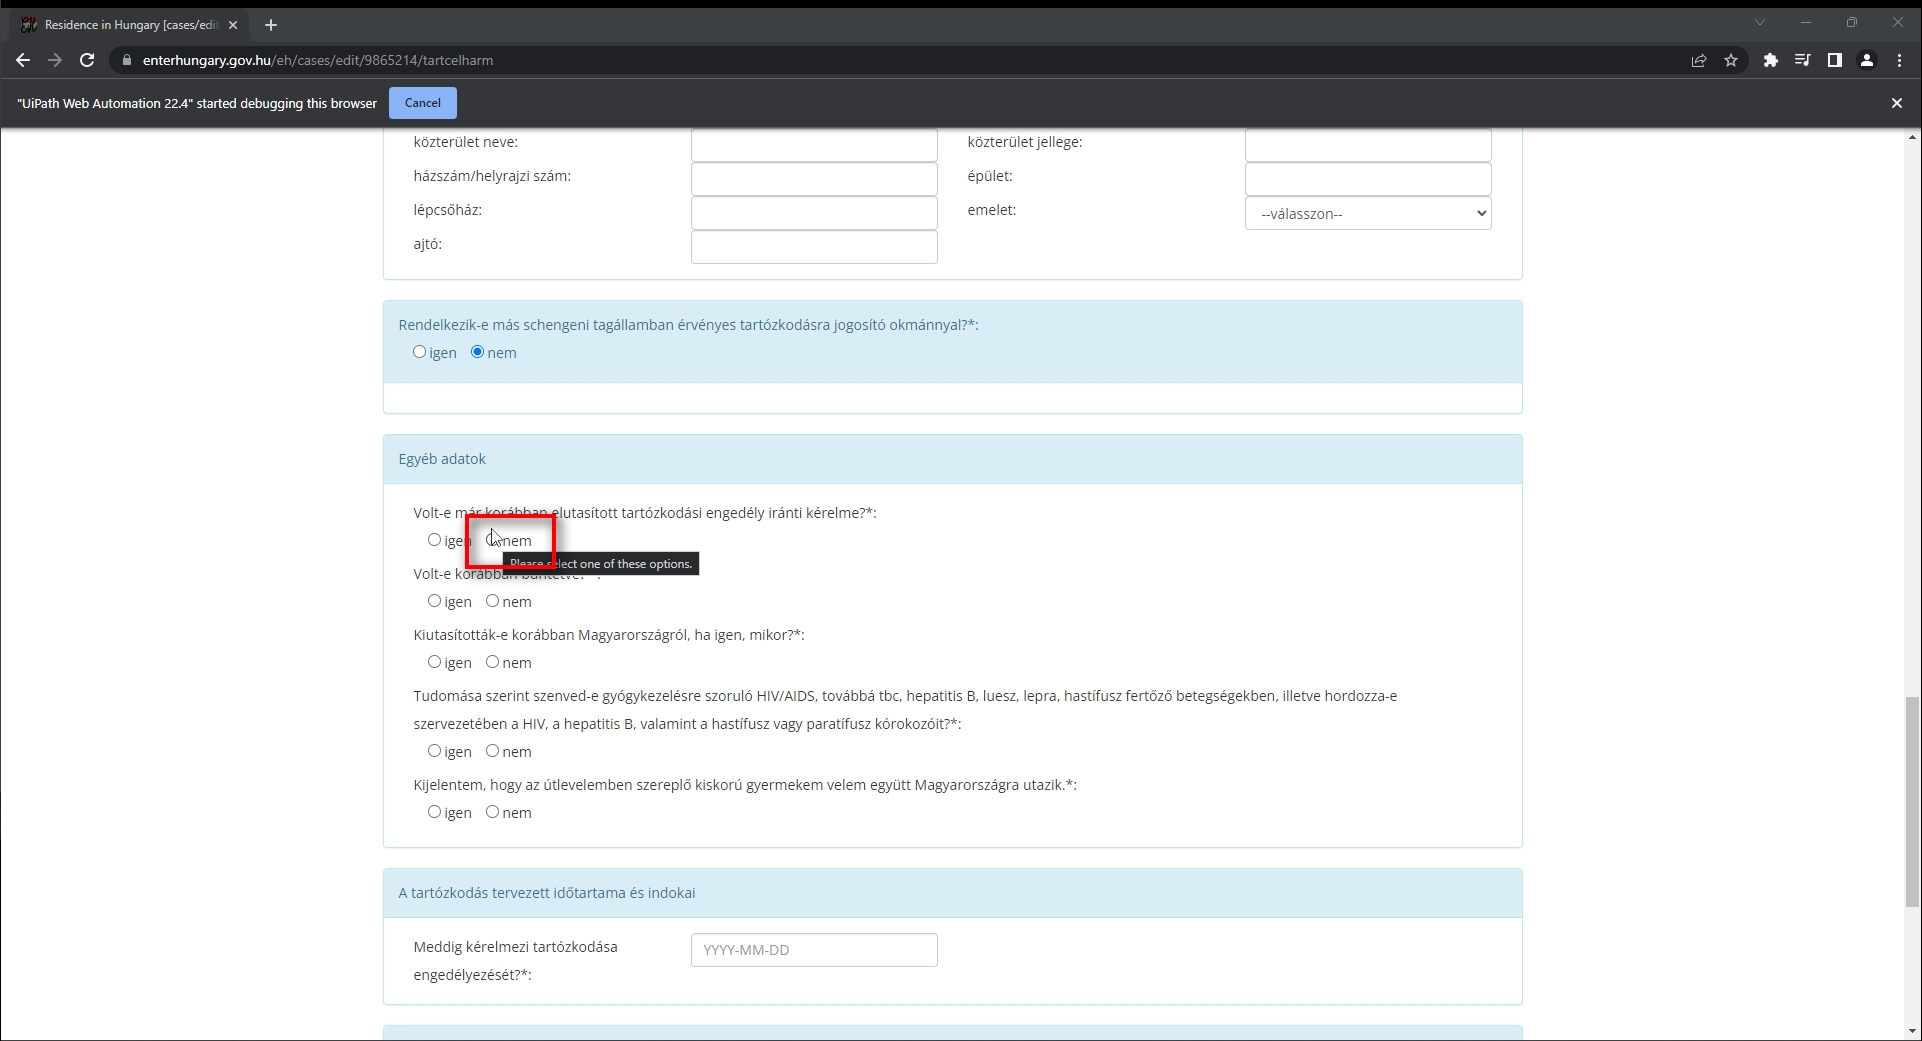 Residence in Hungary [cases/edit
enterhungary.gov.hu/eh/cases/edit/9865214/tartcelharm
"UiPath Web Automation 22.4" started debugging this browser Cancel
közterület neve: közterület jellege:
házszám/helyrajzi szám: épület:
lépcsőház: emelet: --válasszon--
ajtó:
Rendelkezik-e más schengeni tagállamban érvényes tartózkodásra jogosító okmánnyal?*:
igen nem
Egyéb adatok
Volt-e már korábban elutasított tartózkodási engedély iránti kérelme?*:
igen nem
Please select one of these options.
Volt-e korábban büntetve?*:
igen nem
Kiutasították-e korábban Magyarországról, ha igen, mikor?*:
igen nem
Tudomása szerint szenved-e gyógykezelésre szoruló HIV/AIDS, továbbá tbc, hepatitis B, luesz, lepra, hastífusz fertőző betegségekben, illetve hordozza-e
szervezetében a HIV, a hepatitis B, valamint a hastífusz vagy paratífusz kórokozóit?*:
igen nem
Kijelentem, hogy az útlevelemben szereplő kiskorú gyermekem velem együtt Magyarországra utazik.*:
igen nem
A tartózkodás tervezett időtartama és indokai
Meddig kérelmezi tartózkodása YYYY-MM-DD
engedélyezését?*: